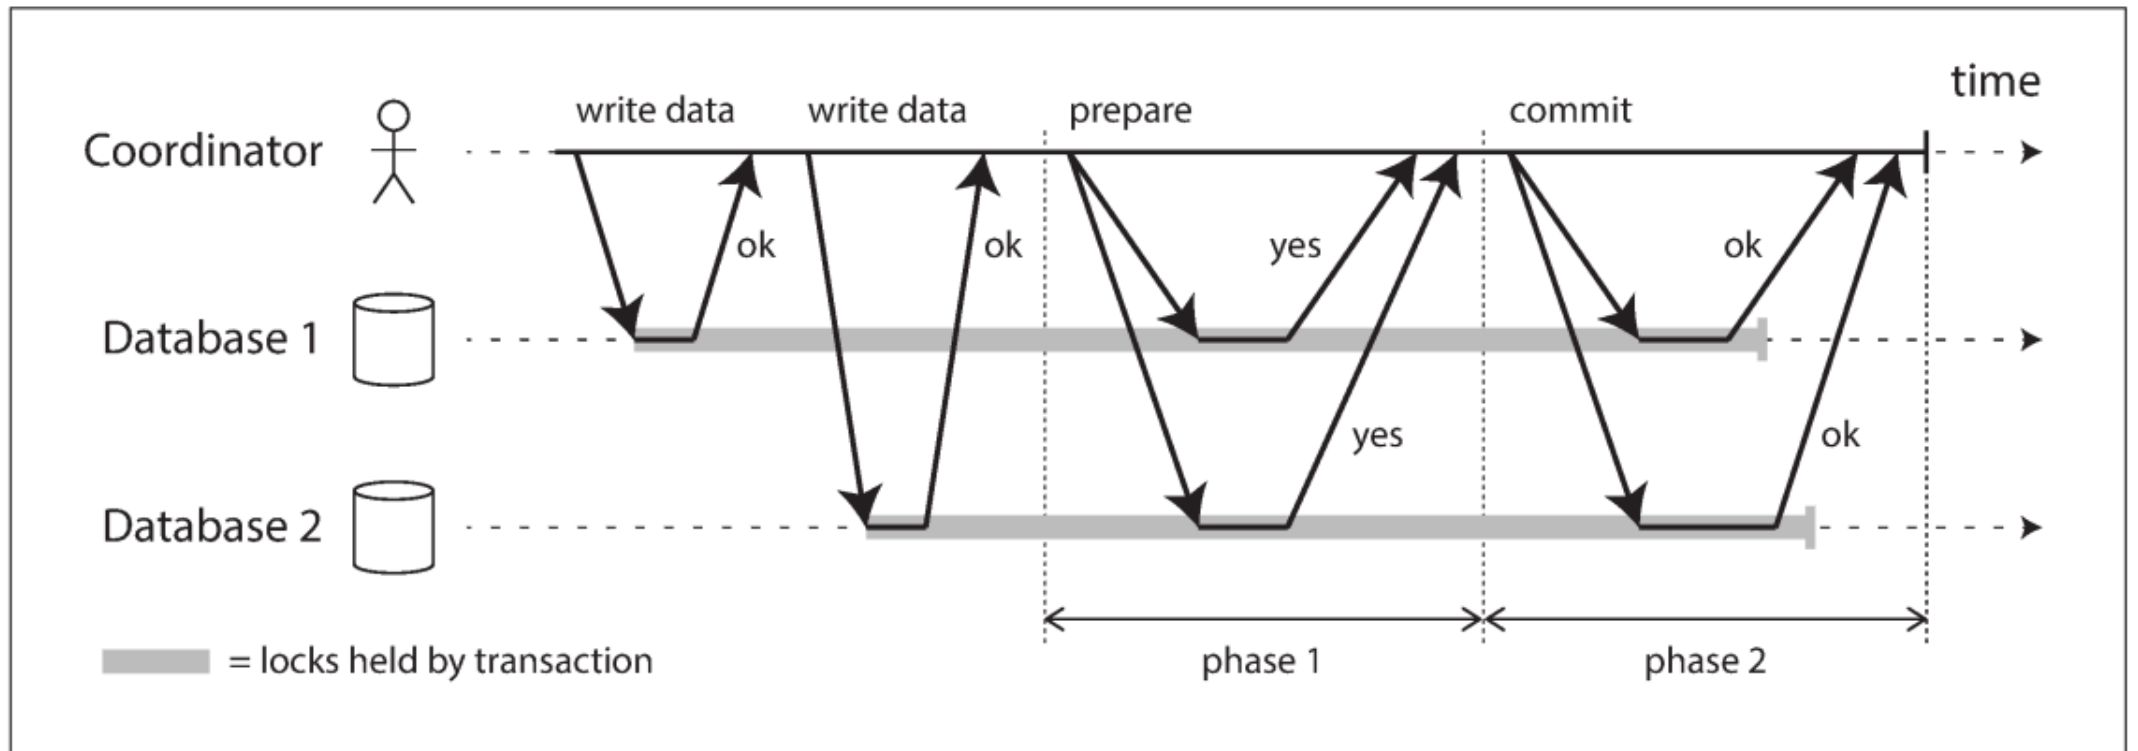 time
write data
write data
prepare
commit
Coordinator
ok
ok
yes
ok
Database 1
yes
ok
Database 2
= locks held by transaction
phase 1
phase 2